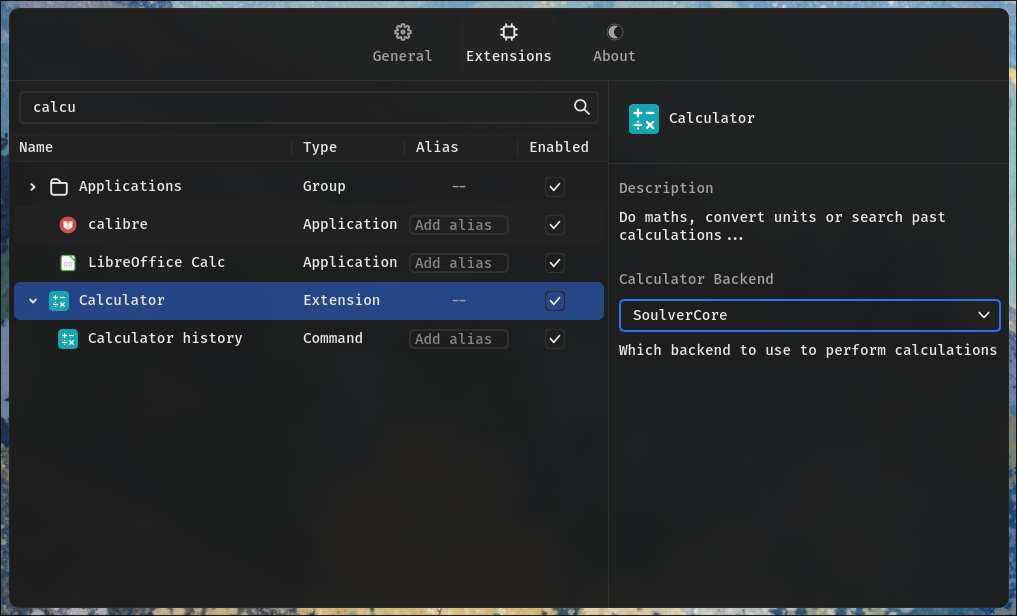 General Extensions About
calcu
Name Type Alias Enabled
Applications Group --
calibre Application Add alias
LibreOffice Calc Application Add alias
Calculator Extension --
Calculator history Command Add alias
Calculator
Description
Do maths, convert units or search past
calculations...
Calculator Backend
SoulverCore
Which backend to use to perform calculations